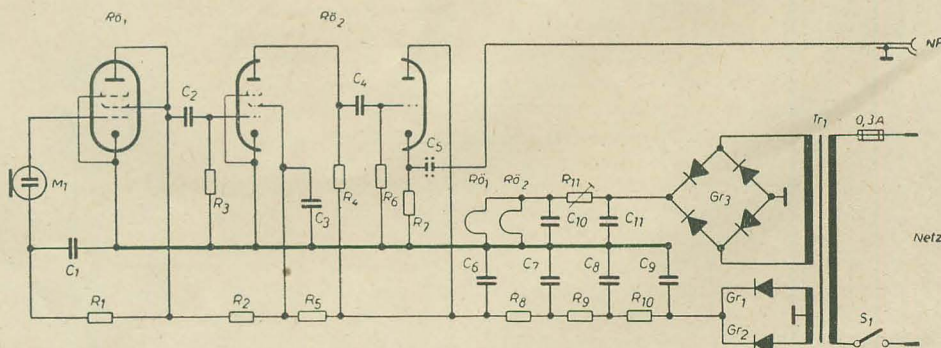 Rö₁
Rö₂
NF
C₂
C₄
Tr₁
0,3A
C₅
M₁
Rö₁
Rö₂
R₁₁
Gr₃
R₃
C₃
R₄
R₆
R₇
C₁₀
C₁₁
Netz
C₁
C₆
C₇
C₈
C₉
R₁
R₂
R₅
R₈
R₉
R₁₀
Gr₁
Gr₂
S₁